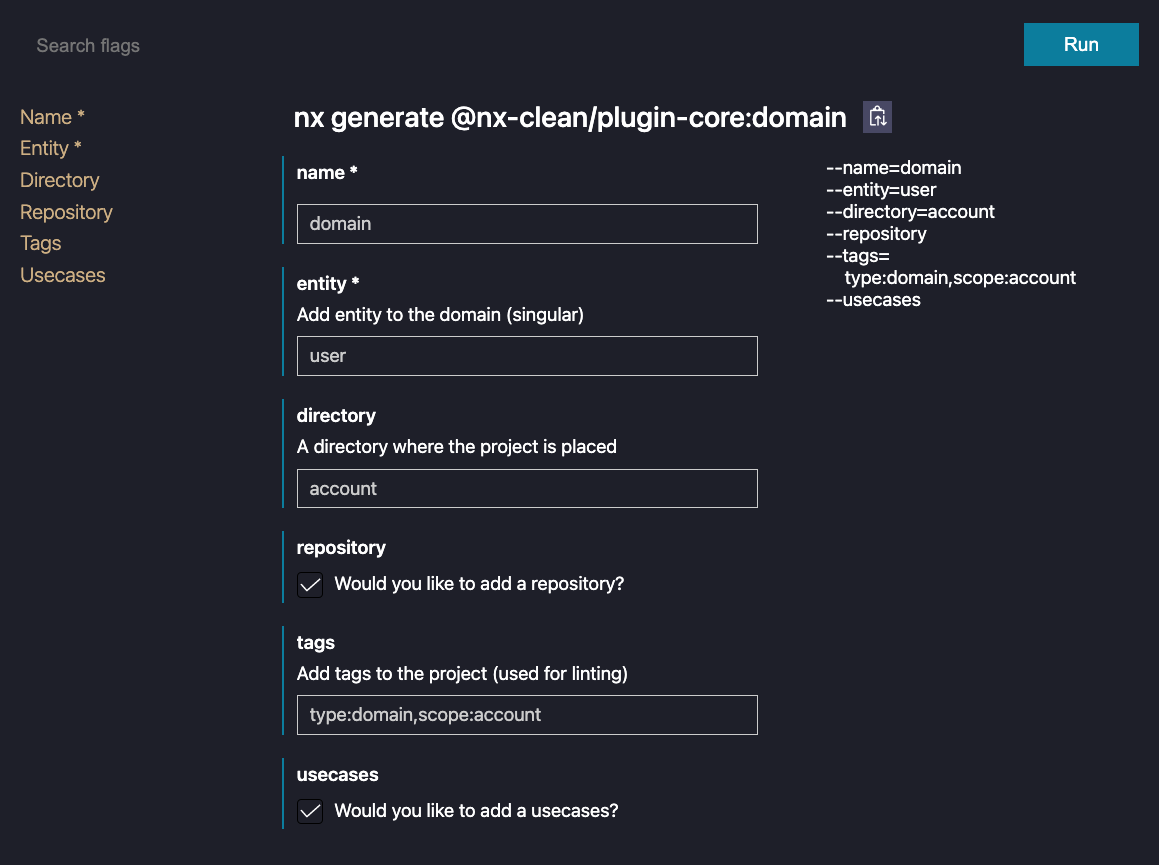 Search flags
Run
Name *
Entity *
Directory
Repository
Tags
Usecases
nx generate @nx-clean/plugin-core:domain
name *
domain
entity *
Add entity to the domain (singular)
user
directory
A directory where the project is placed
account
repository
Would you like to add a repository?
tags
Add tags to the project (used for linting)
type:domain,scope:account
usecases
Would you like to add a usecases?
--name=domain
--entity=user
--directory=account
--repository
--tags=
type:domain,scope:account
--usecases